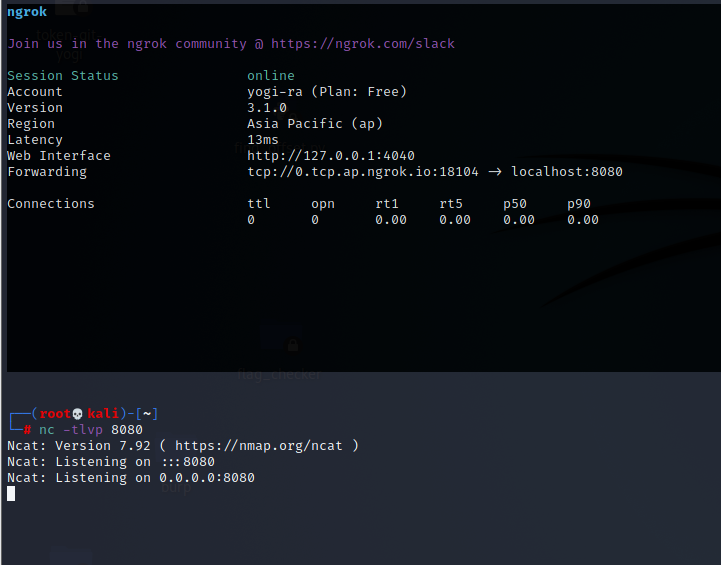 ngrok
Join us in the ngrok community @ https://ngrok.com/slack
Session Status online
Account yogi-ra (Plan: Free)
Version 3.1.0
Region Asia Pacific (ap)
Latency 13ms
Web Interface http://127.0.0.1:4040
Forwarding tcp://0.tcp.ap.ngrok.io:18104 → localhost:8080
Connections ttl opn rt1 rt5 p50 p90
0 0 0.00 0.00 0.00 0.00
flag_checker
┌──(root💀kali)-[~]
└─# nc -tlvp 8080
Ncat: Version 7.92 ( https://nmap.org/ncat )
Ncat: Listening on :::8080
Ncat: Listening on 0.0.0.0:8080
burp